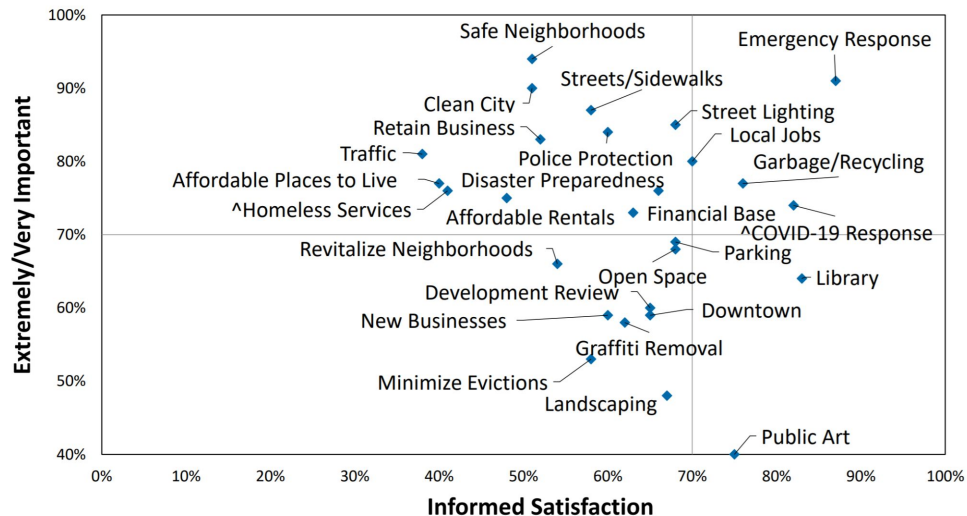 100%
Safe Neighborhoods
Emergency Response
Streets/Sidewalks
90%
Clean City
Street Lighting
Retain Business
Local Jobs
Traffic
Police Protection
Garbage/Recycling
80%
Affordable Places to Live
Disaster Preparedness
^Homeless Services
Affordable Rentals
Financial Base
^COVID-19 Response
70%
Revitalize Neighborhoods
Parking
Open Space
Library
Development Review
Downtown
60%
New Businesses
Graffiti Removal
Minimize Evictions
50%
Landscaping
Public Art
40%
0%
10%
20%
30%
40%
50%
60%
70%
80%
90%
100%
Extremely/Very Important
Informed Satisfaction